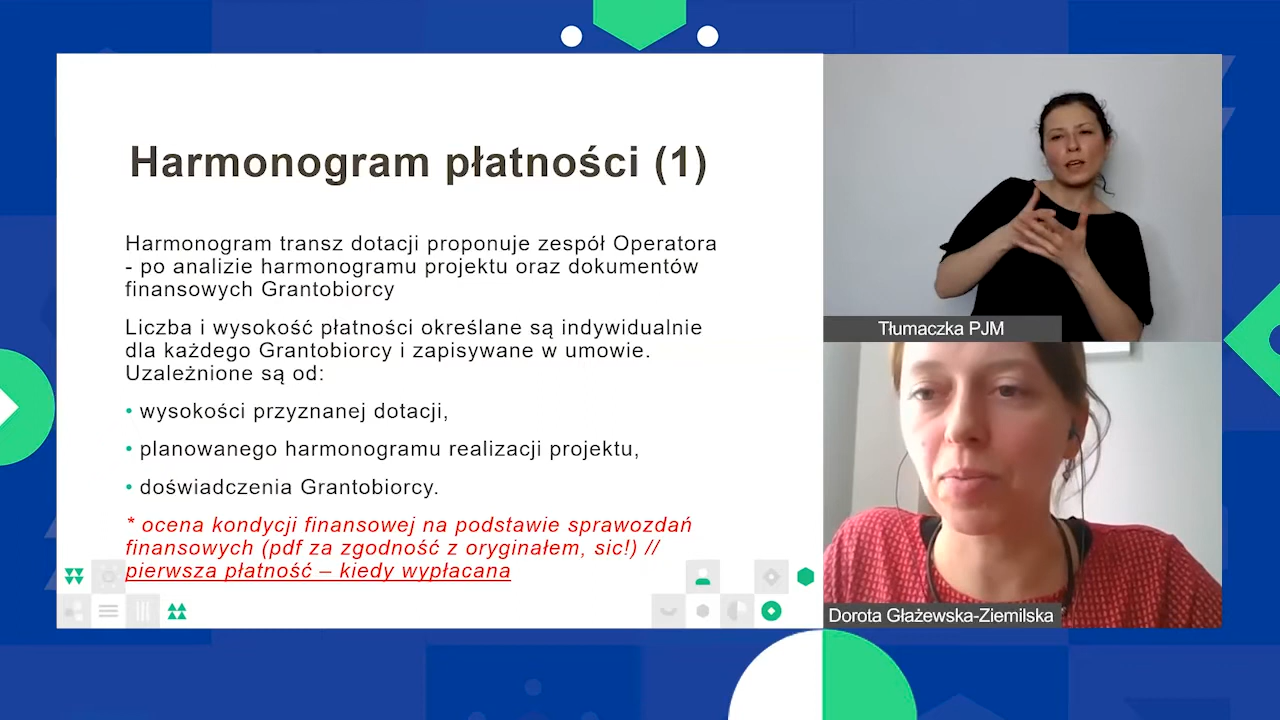 Harmonogram płatności (1)
Harmonogram transz dotacji proponuje zespół Operatora
- po analizie harmonogramu projektu oraz dokumentów
finansowych Grantobiorcy
Liczba i wysokość płatności określane są indywidualnie
dla każdego Grantobiorcy i zapisywane w umowie.
Uzależnione są od:
• wysokości przyznanej dotacji,
• planowanego harmonogramu realizacji projektu,
• doświadczenia Grantobiorcy.
* ocena kondycji finansowej na podstawie sprawozdań
finansowych (pdf za zgodność z oryginałem, sic!) //
pierwsza płatność – kiedy wypłacana
Tłumaczka PJM
Dorota Głażewska-Ziemilska